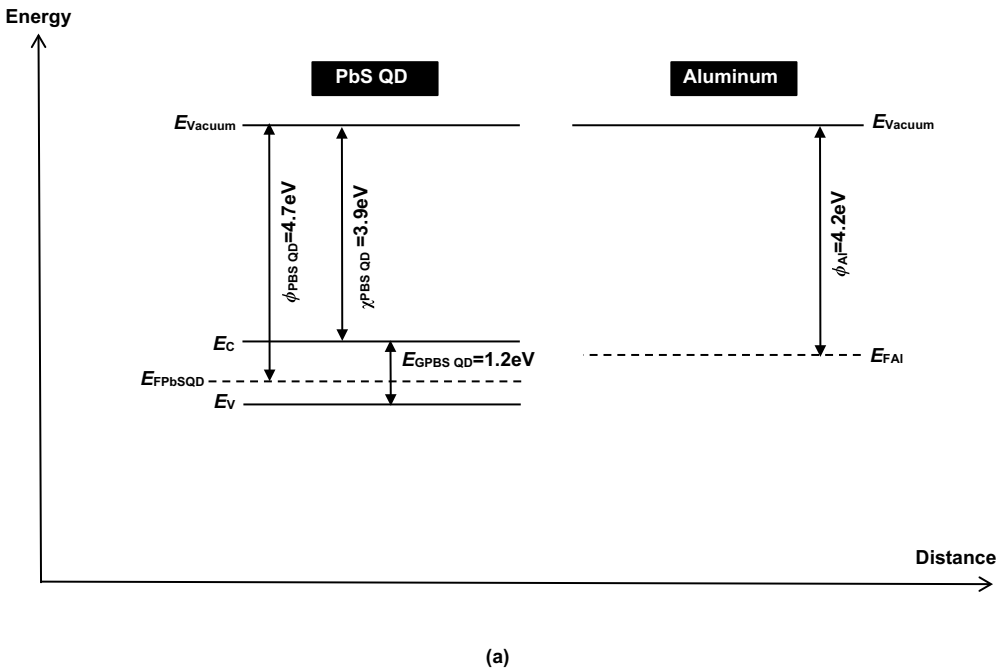 Energy
PbS QD
Aluminum
EVacuum
EVacuum
ϕPBS QD=4.7eV
χPBS QD =3.9eV
ϕAl=4.2eV
EC
EGPBS QD=1.2eV
EFAl
EFPbSQD
EV
Distance
(a)